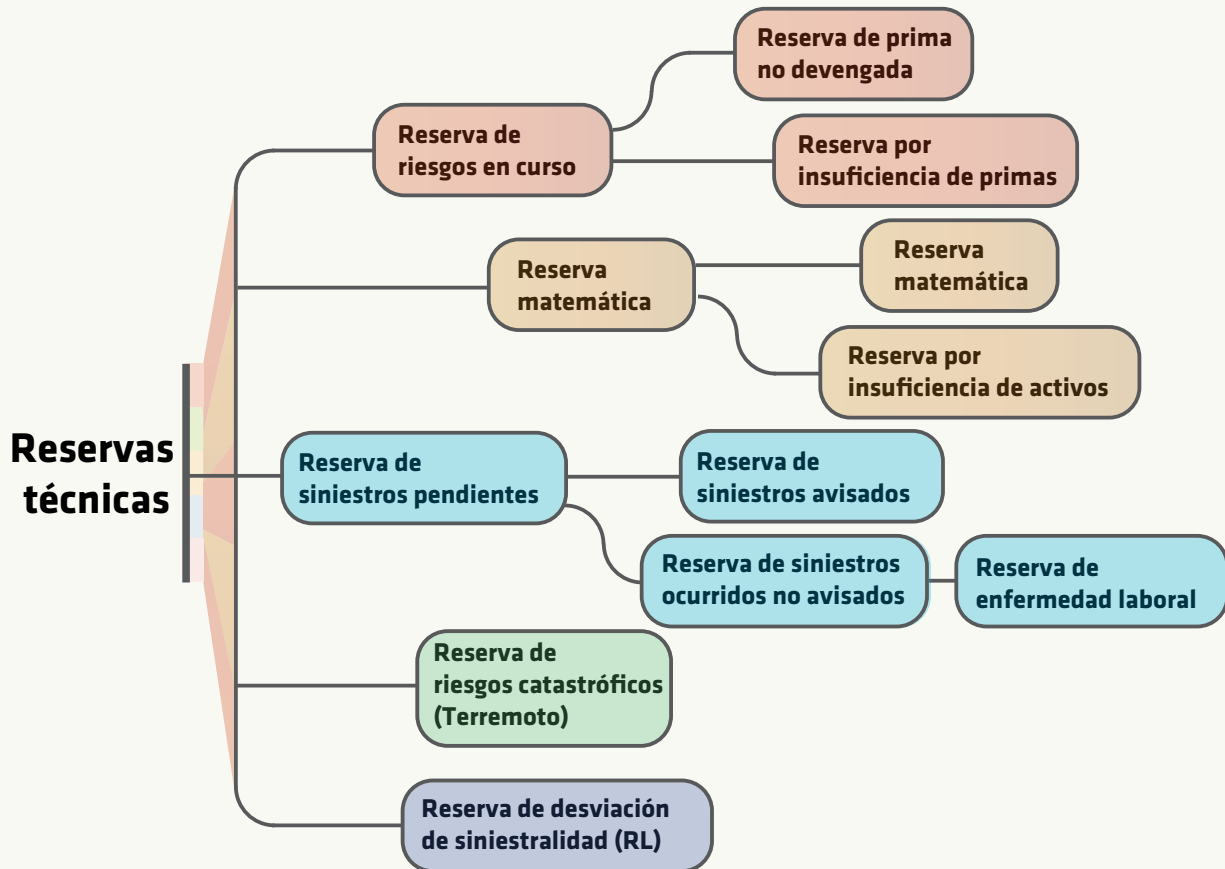 Reservas
técnicas
Reserva de
riesgos en curso
Reserva de prima
no devengada
Reserva por
insuficiencia de primas
Reserva
matemática
Reserva
matemática
Reserva por
insuficiencia de activos
Reserva de
siniestros pendientes
Reserva de
siniestros avisados
Reserva de siniestros
ocurridos no avisados
Reserva de
enfermedad laboral
Reserva de
riesgos catastróficos
(Terremoto)
Reserva de desviación
de siniestralidad (RL)